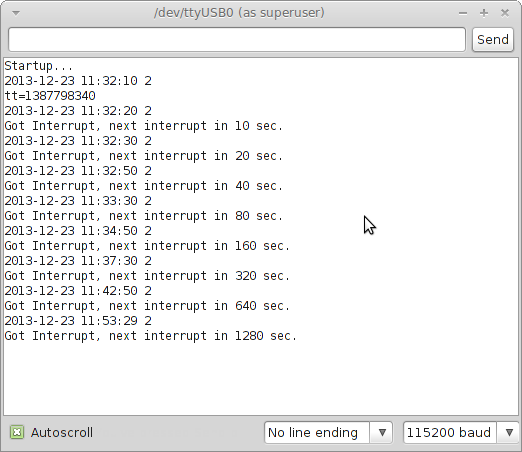 /dev/ttyUSB0 (as superuser)
Send
Startup...
2013-12-23 11:32:10 2
tt=1387798340
2013-12-23 11:32:20 2
Got Interrupt, next interrupt in 10 sec.
2013-12-23 11:32:30 2
Got Interrupt, next interrupt in 20 sec.
2013-12-23 11:32:50 2
Got Interrupt, next interrupt in 40 sec.
2013-12-23 11:33:30 2
Got Interrupt, next interrupt in 80 sec.
2013-12-23 11:34:50 2
Got Interrupt, next interrupt in 160 sec.
2013-12-23 11:37:30 2
Got Interrupt, next interrupt in 320 sec.
2013-12-23 11:42:50 2
Got Interrupt, next interrupt in 640 sec.
2013-12-23 11:53:29 2
Got Interrupt, next interrupt in 1280 sec.
Autoscroll No line ending 115200 baud